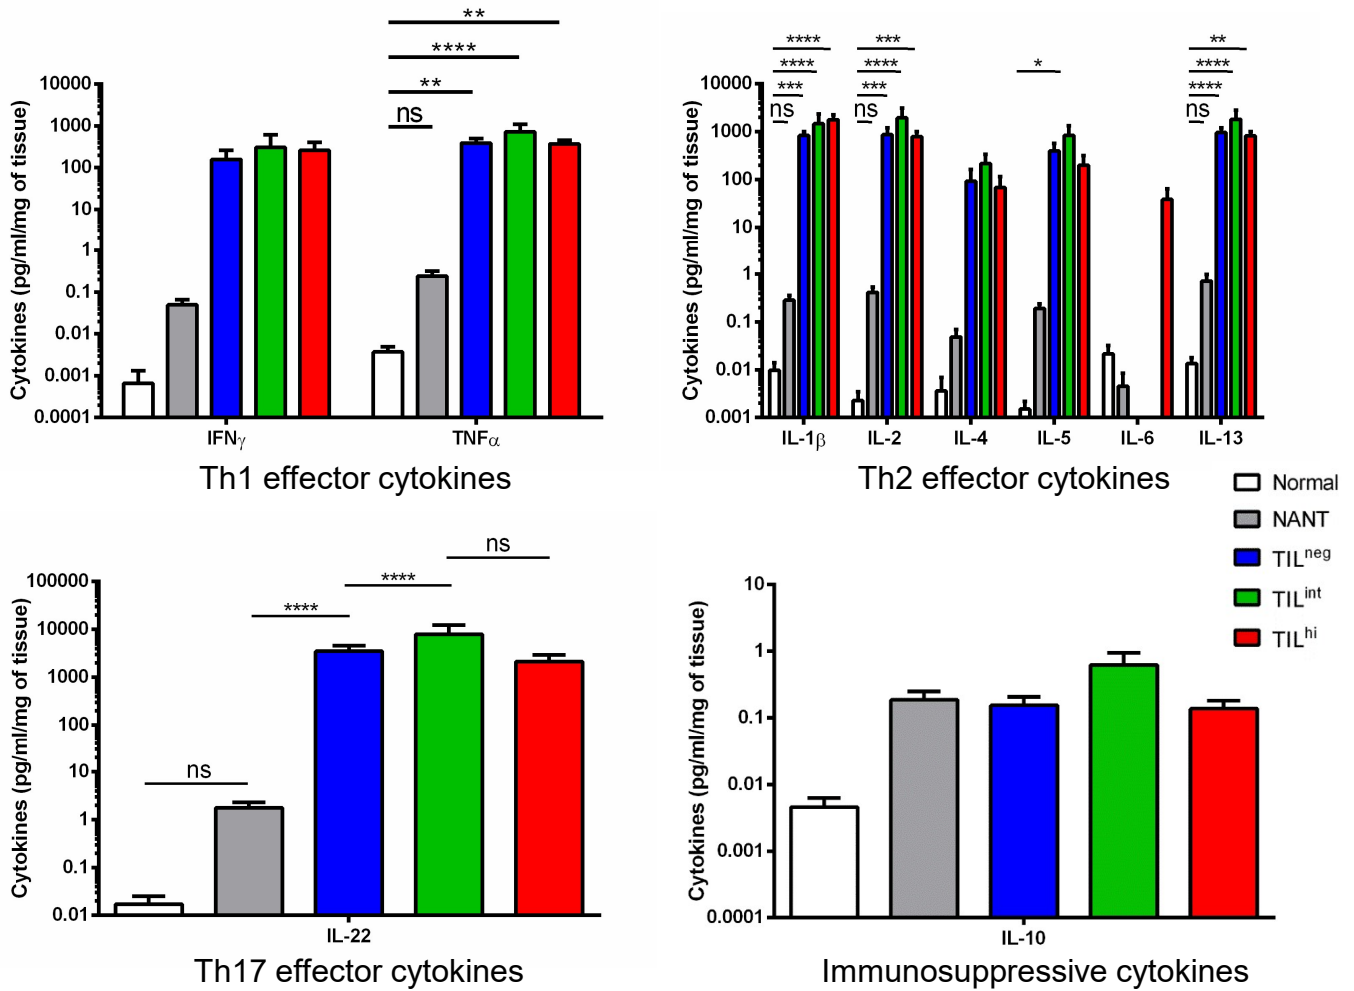 **
****
**
ns
Cytokines (pg/ml/mg of tissue)
10000
1000
100
10
1
0.1
0.01
0.001
0.0001
IFNγ
TNFα
Th1 effector cytokines
**** *** **
**** **** * ****
*** *** ****
ns ns ns
Cytokines (pg/ml/mg of tissue)
10000
1000
100
10
1
0.1
0.01
0.001
IL-1β IL-2 IL-4 IL-5 IL-6 IL-13
Th2 effector cytokines
Normal
NANT
TILneg
TILint
TILhi
ns
****
****
ns
Cytokines (pg/ml/mg of tissue)
100000
10000
1000
100
10
1
0.1
0.01
IL-22
Th17 effector cytokines
Cytokines (pg/ml/mg of tissue)
10
1
0.1
0.01
0.001
0.0001
IL-10
Immunosuppressive cytokines